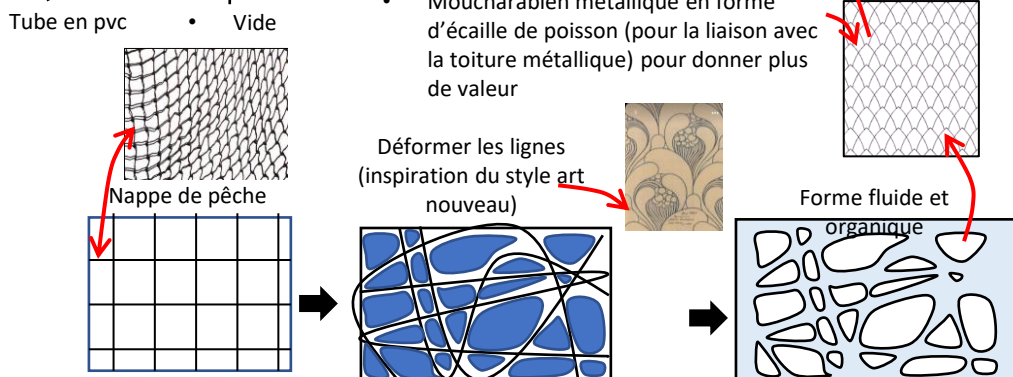 Tube en pvc • Vide
• Moucharabieh métallique en forme
d’écaille de poisson (pour la liaison avec
la toiture métallique) pour donner plus
de valeur
Déformer les lignes
(inspiration du style art
nouveau)
Nappe de pêche
Forme fluide et
organique